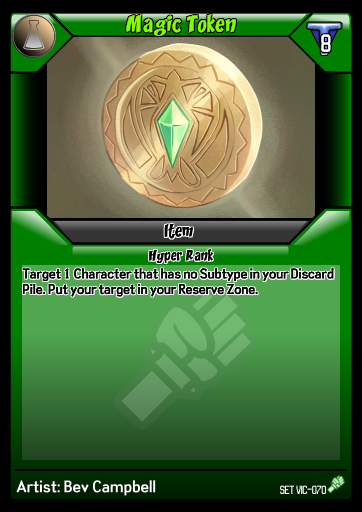 Magic Token
8
Item
Hyper Rank
Target 1 Character that has no Subtype in your Discard
Pile. Put your target in your Reserve Zone.
Artist: Bev Campbell
SET VIC-070